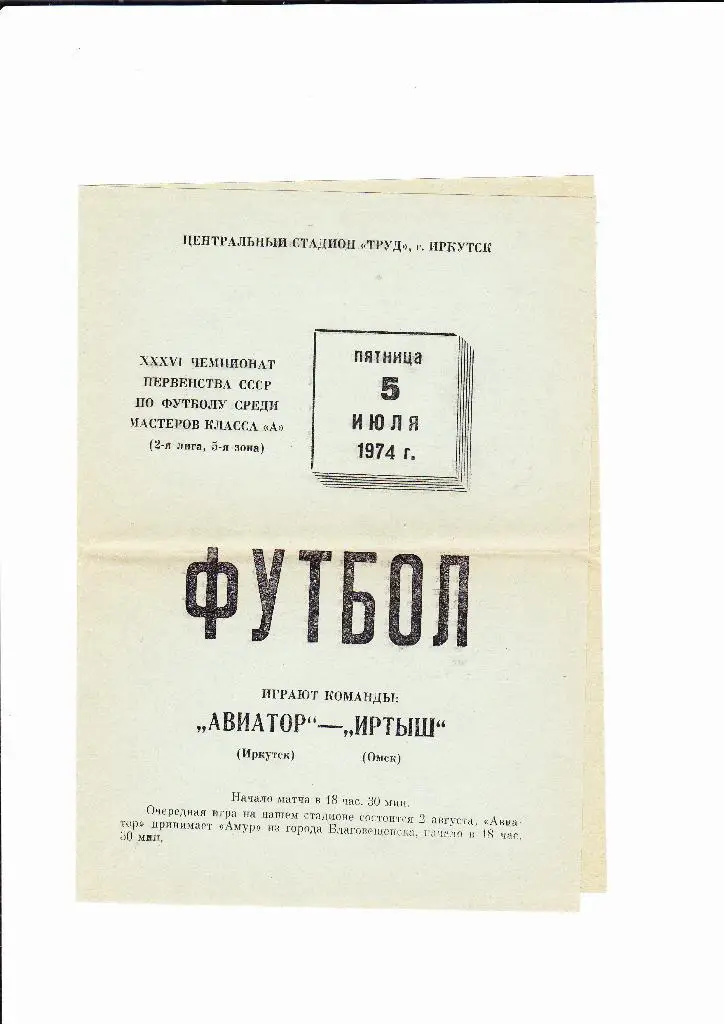 ЦЕНТРАЛЬНЫЙ СТАДИОН «ТРУД», г. ИРКУТСК
XXXVI ЧЕМПИОНАТ
ПЕРВЕНСТВА СССР
ПО ФУТБОЛУ СРЕДИ
МАСТЕРОВ КЛАССА «А»
(2-я лига, 5-я зона)
ПЯТНИЦА
5
ИЮЛЯ
1974 г.
ФУТБОЛ
ИГРАЮТ КОМАНДЫ:
„АВИАТОР“—„ИРТЫШ“
(Иркутск) (Омск)
Начало матча в 18 час. 30 мин.
Очередная игра на нашем стадионе состоится 2 августа. «Авиа-
тор» принимает «Амур» из города Благовещенска, начало в 18 час.
30 мин.